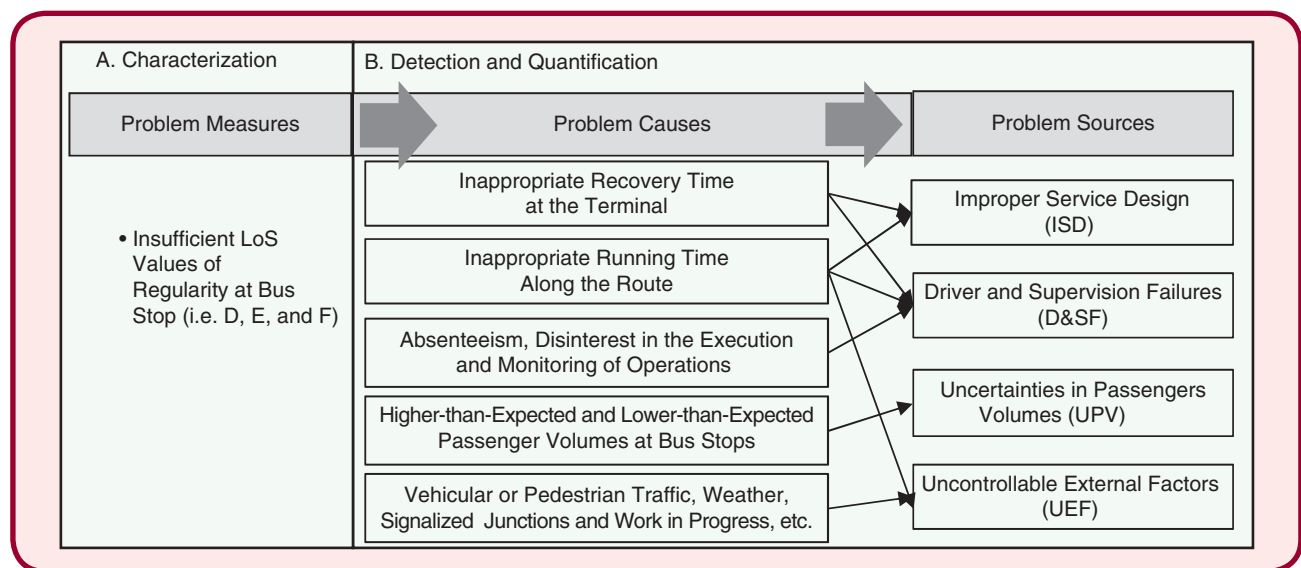 A. Characterization
B. Detection and Quantification
Problem Measures
Problem Causes
Problem Sources
• Insufficient LoS
Values of
Regularity at Bus
Stop (i.e. D, E, and F)
Inappropriate Recovery Time
at the Terminal
Inappropriate Running Time
Along the Route
Absenteeism, Disinterest in the Execution
and Monitoring of Operations
Higher-than-Expected and Lower-than-Expected
Passenger Volumes at Bus Stops
Vehicular or Pedestrian Traffic, Weather,
Signalized Junctions and Work in Progress, etc.
Improper Service Design
(ISD)
Driver and Supervision Failures
(D&SF)
Uncertainties in Passengers
Volumes (UPV)
Uncontrollable External Factors
(UEF)